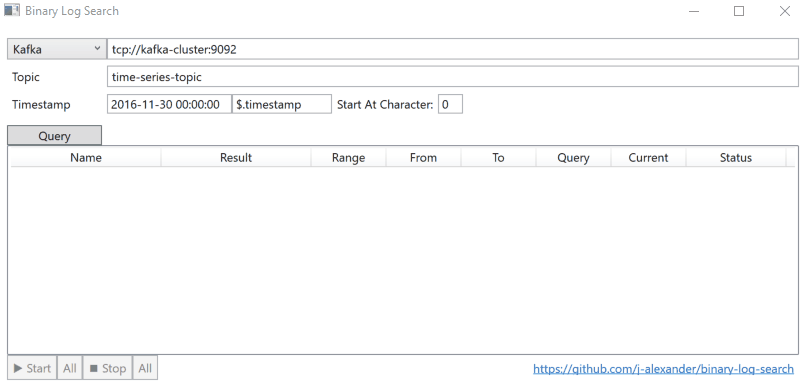 Binary Log Search
Kafka tcp://kafka-cluster:9092
Topic time-series-topic
Timestamp 2016-11-30 00:00:00 $.timestamp Start At Character: 0
Query
Name Result Range From To Query Current Status
Start All Stop All https://github.com/j-alexander/binary-log-search